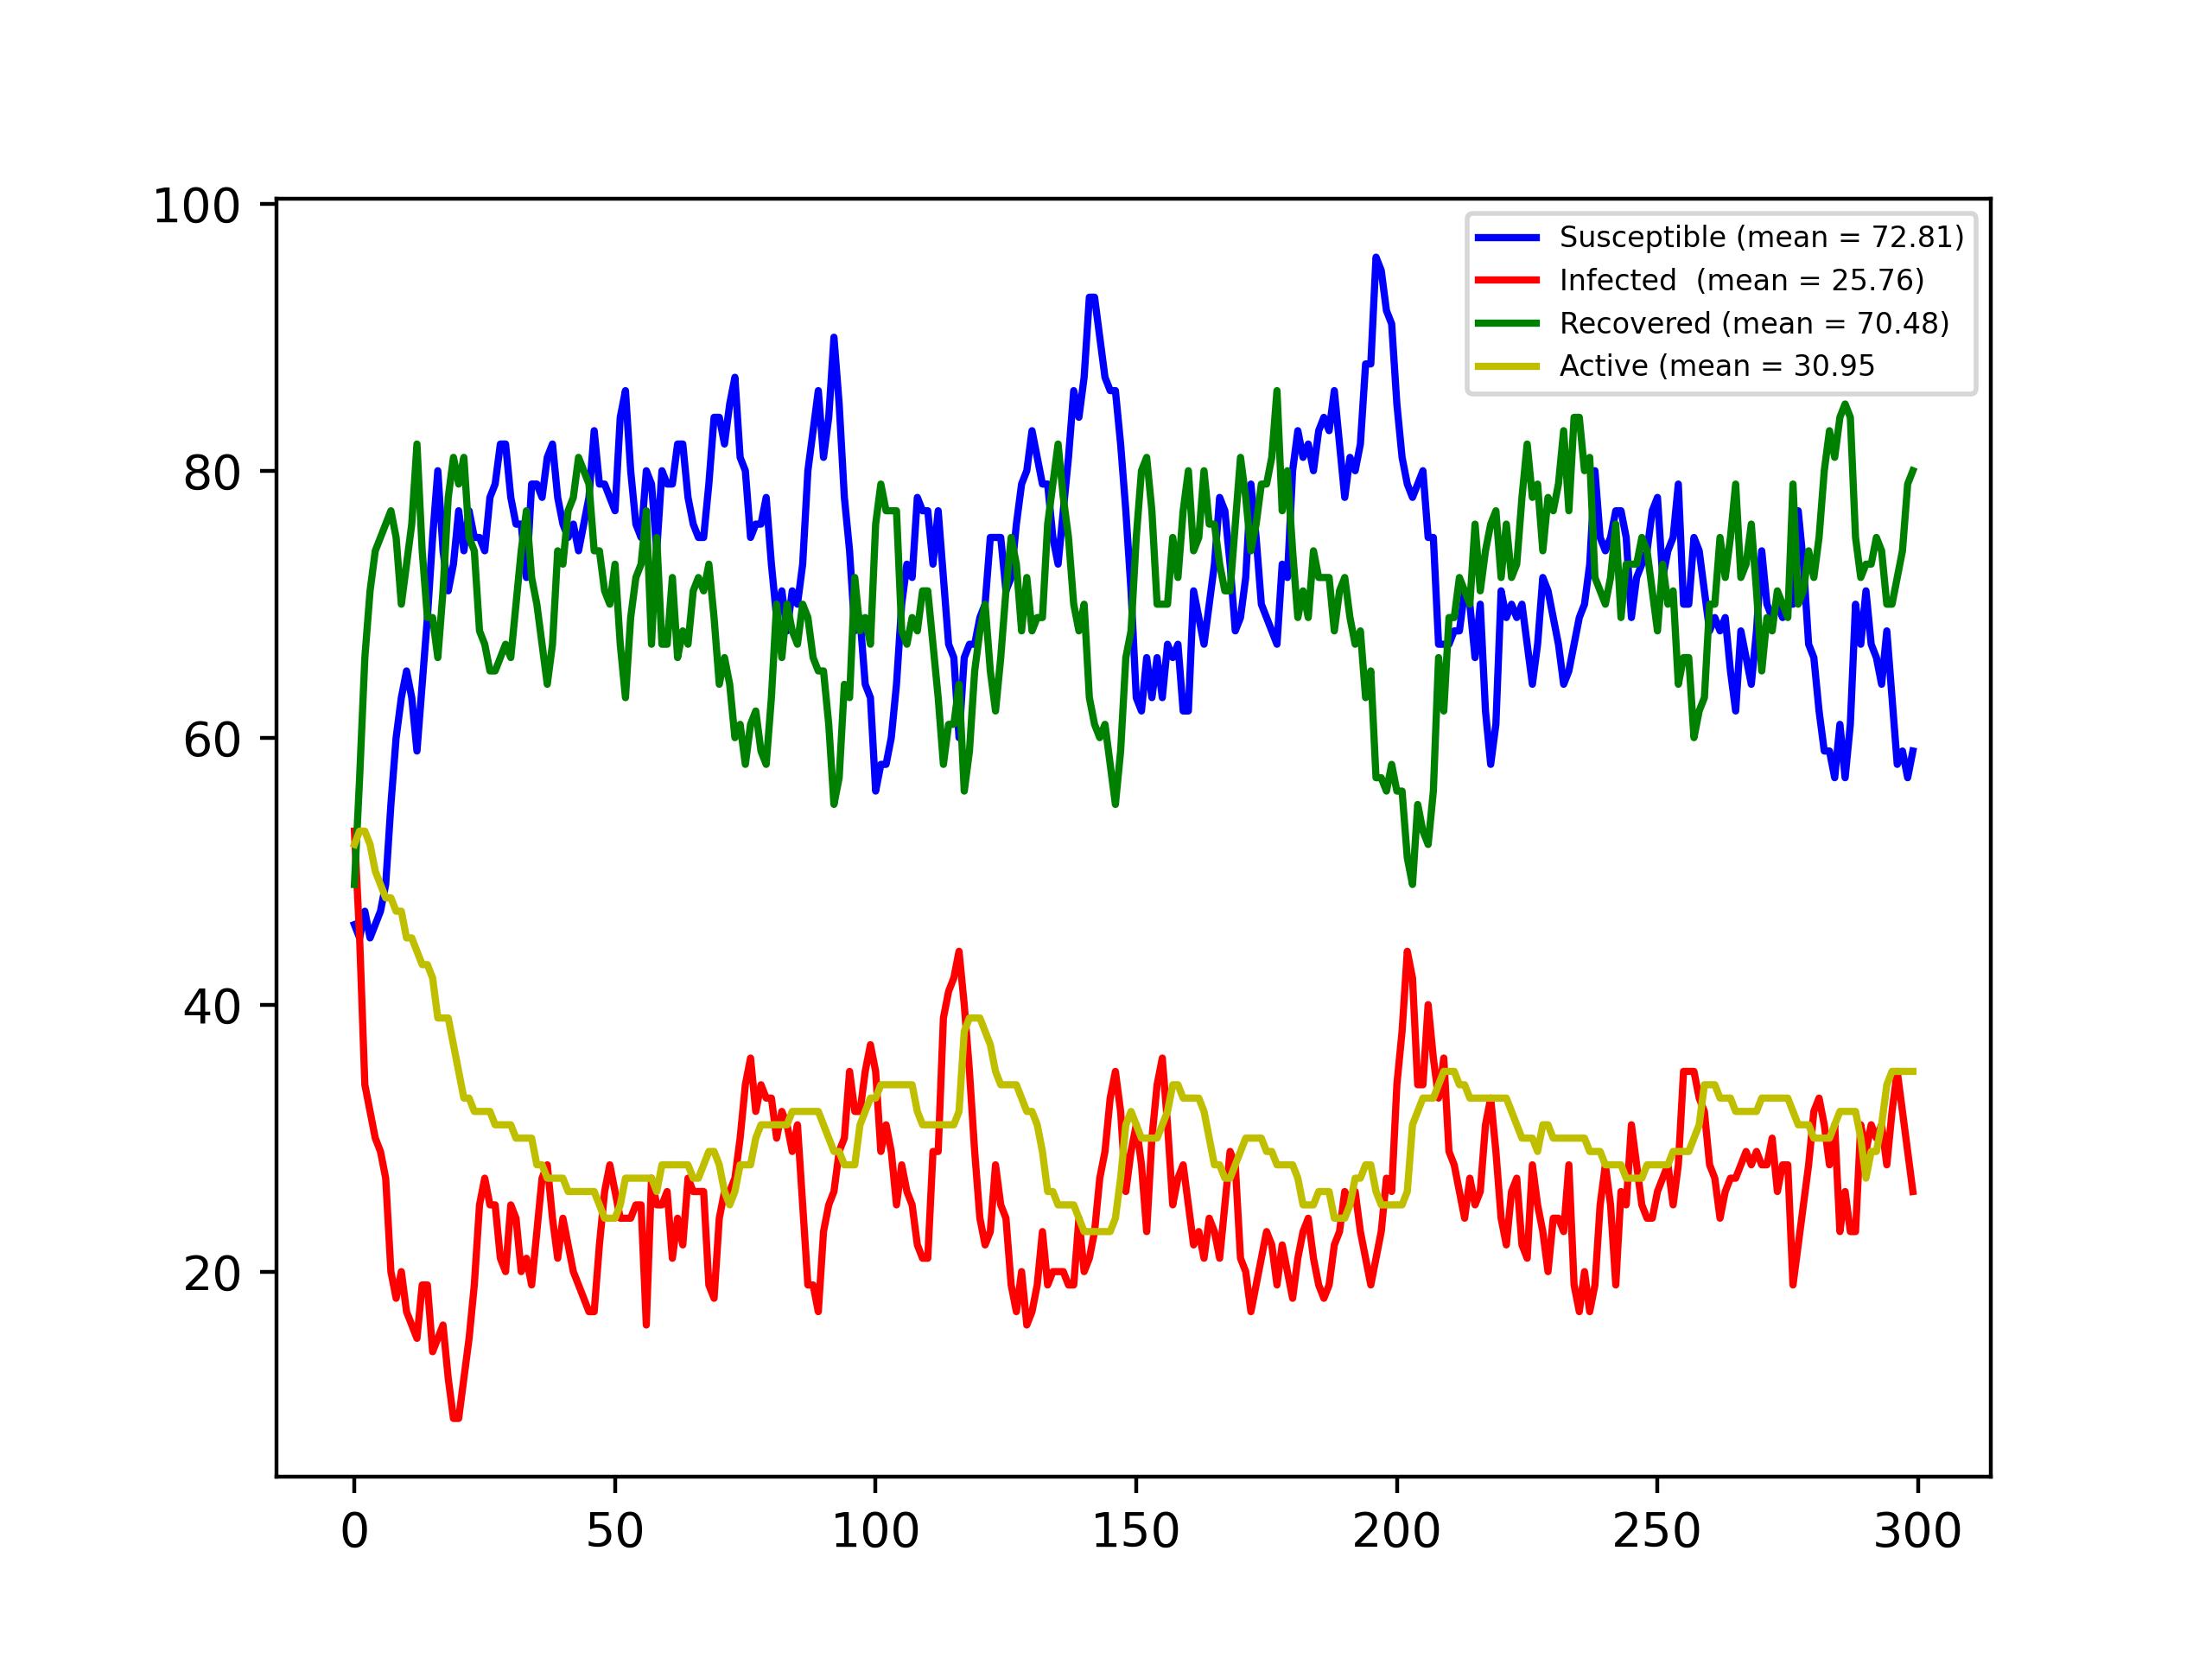 100
80
60
40
20
0 50 100 150 200 250 300
Susceptible (mean = 72.81)
Infected  (mean = 25.76)
Recovered (mean = 70.48)
Active (mean = 30.95